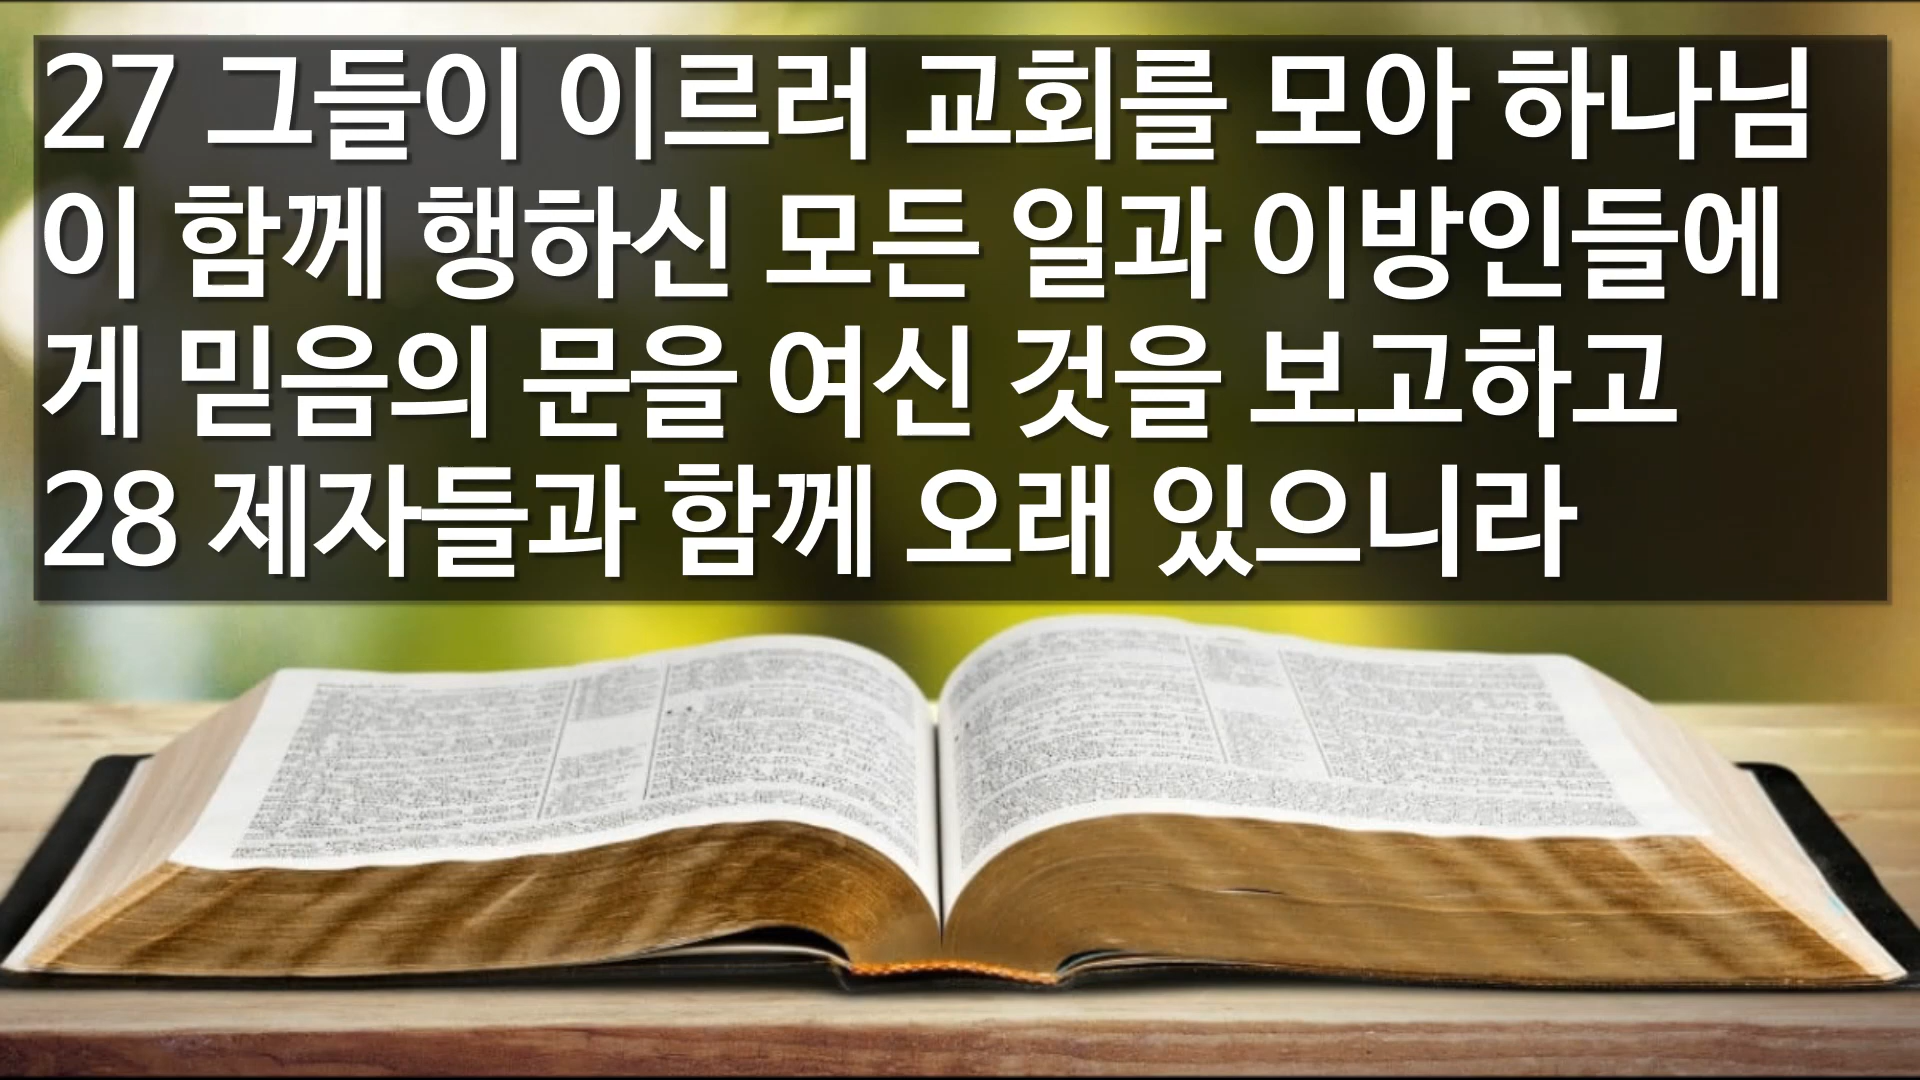 27 그들이 이르러 교회를 모아 하나님
이 함께 행하신 모든 일과 이방인들에
게 믿음의 문을 여신 것을 보고하고
28 제자들과 함께 오래 있으니라